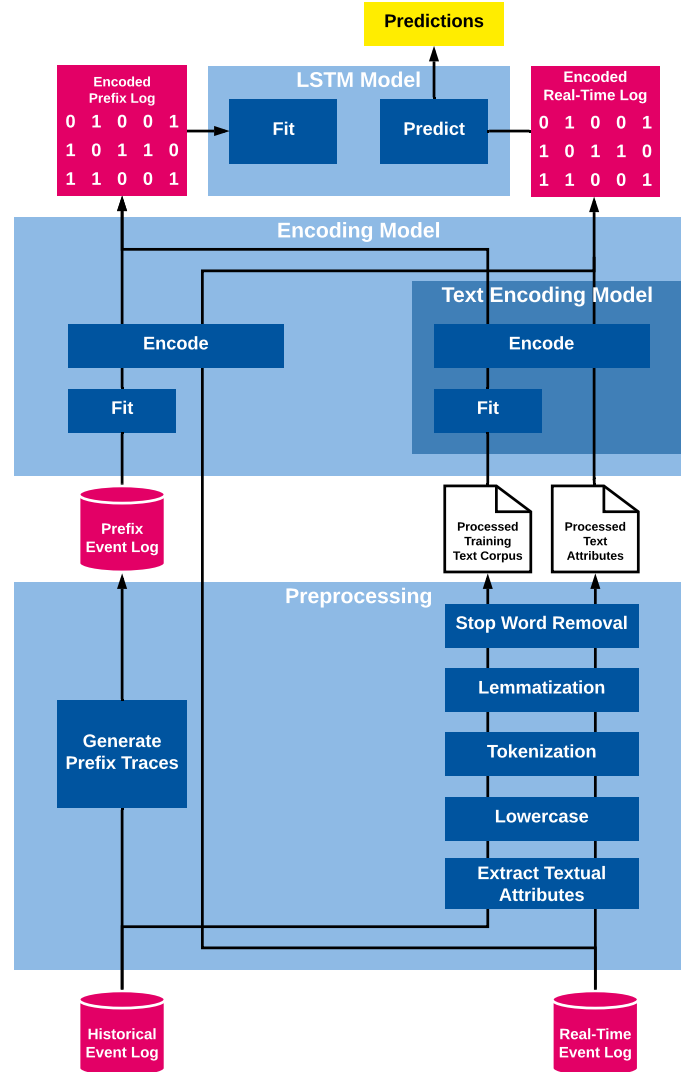 Predictions
Encoded
Prefix Log
0 1 0 0 1
1 0 1 1 0
1 1 0 0 1
LSTM Model
Fit
Predict
Encoded
Real-Time Log
0 1 0 0 1
1 0 1 1 0
1 1 0 0 1
Encoding Model
Text Encoding Model
Encode
Encode
Fit
Fit
Prefix
Event Log
Processed
Training
Text Corpus
Processed
Text
Attributes
Preprocessing
Stop Word Removal
Lemmatization
Generate
Prefix Traces
Tokenization
Lowercase
Extract Textual
Attributes
Historical
Event Log
Real-Time
Event Log